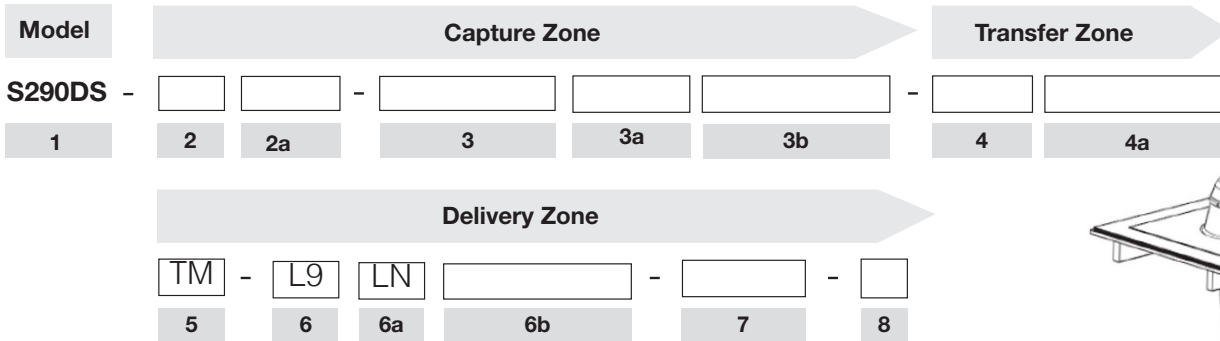 Model Capture Zone Transfer Zone
S290DS - - -
1 2 2a 3 3a 3b 4 4a
Delivery Zone
TM - L9 LN - -
5 6 6a 6b 7 8